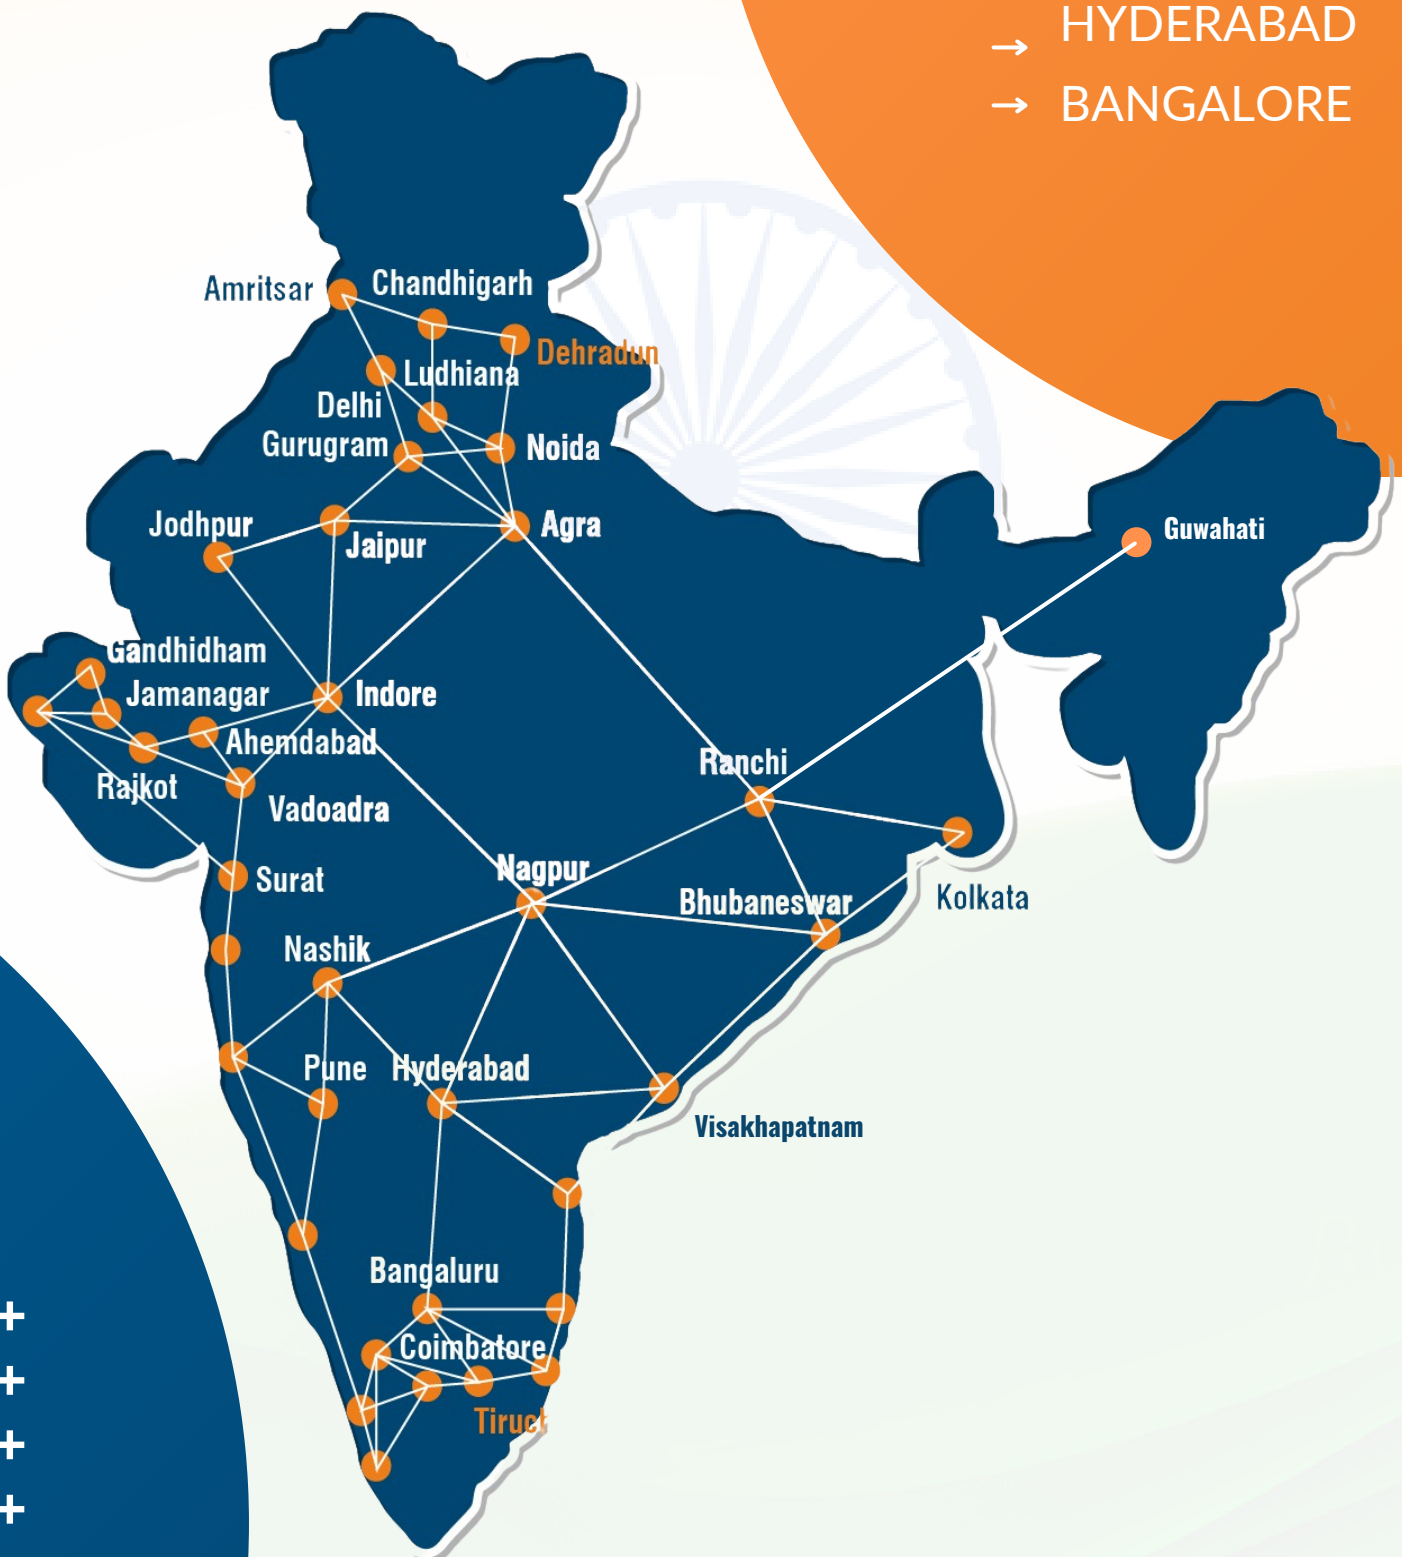 HYDERABAD
→ BANGALORE
Amritsar
Chandhigarh
Dehradun
Ludhiana
Delhi
Gurugram
Noida
Jodhpur
Jaipur
Agra
Guwahati
Gandhidham
Jamanagar
Indore
Ahemdabad
Rajkot
Vadoadra
Ranchi
Surat
Nagpur
Bhubaneswar
Kolkata
Nashik
Pune
Hyderabad
Visakhapatnam
Bangaluru
Coimbatore
+
+
+
+